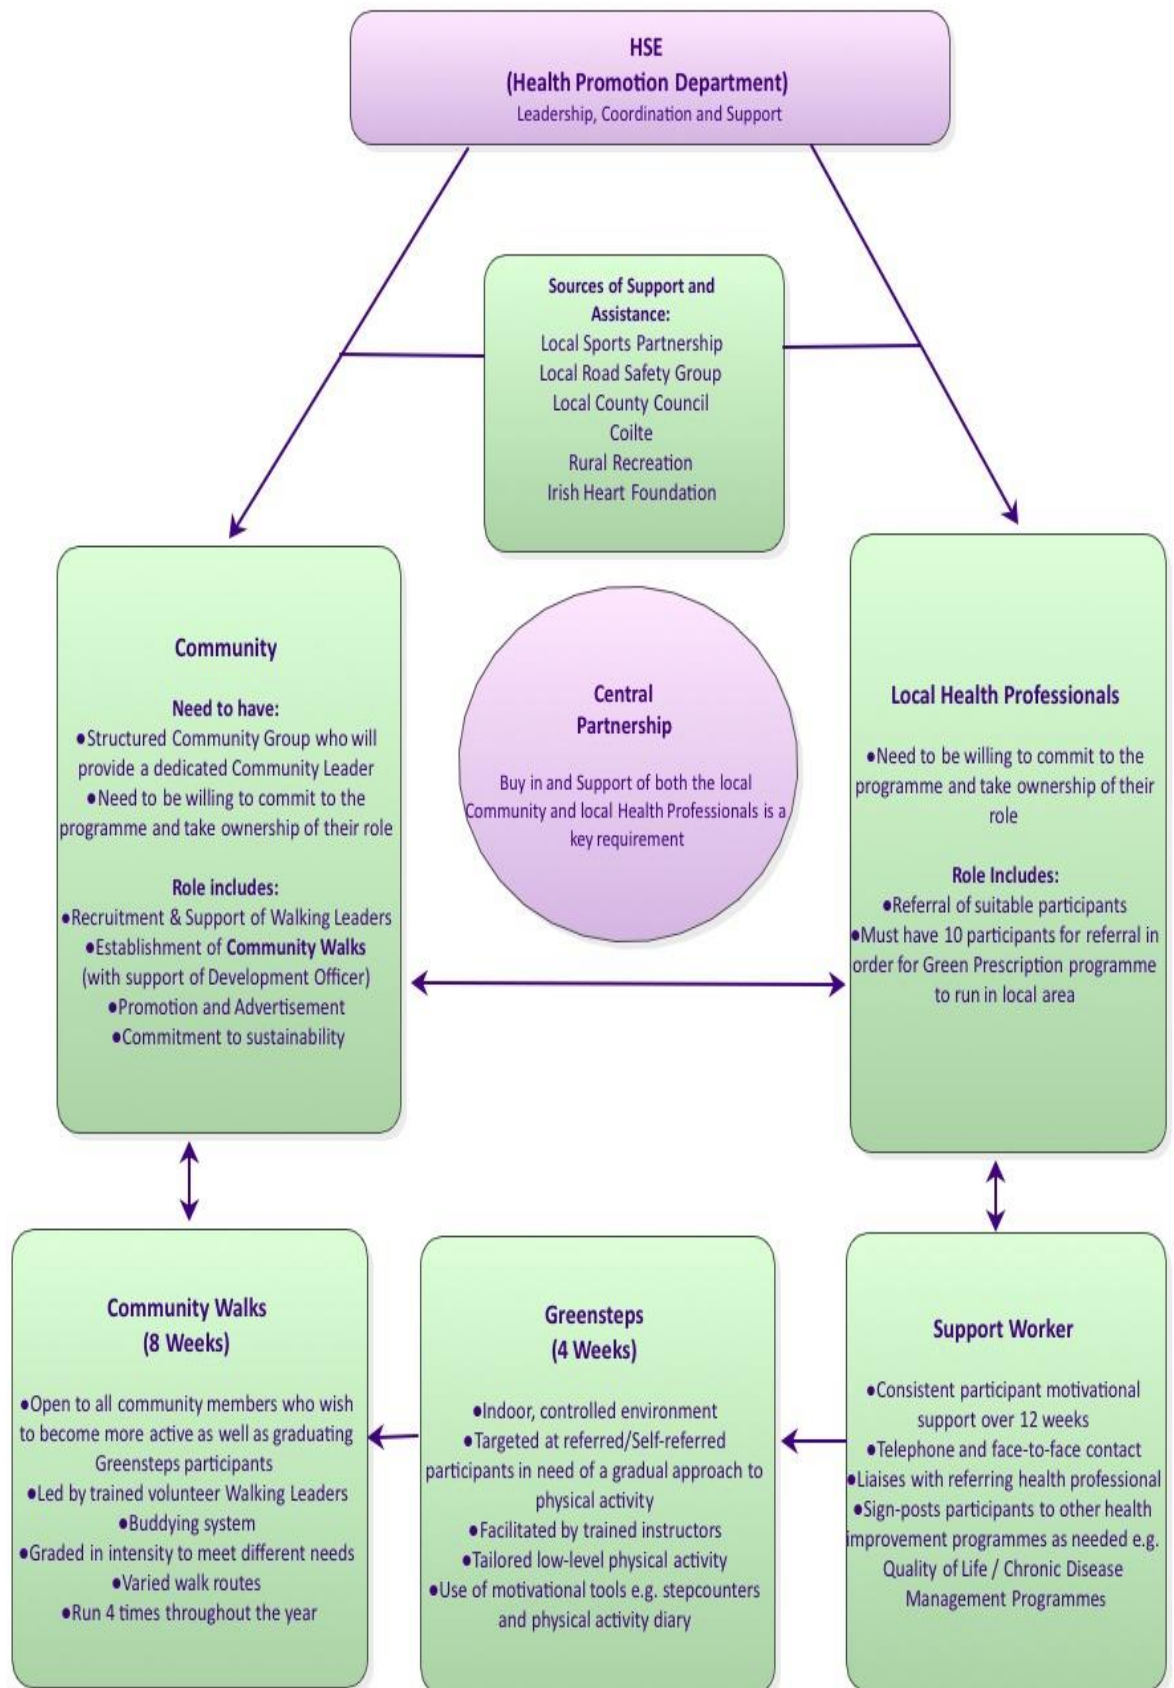 HSE
(Health Promotion Department)
Leadership, Coordination and Support
Sources of Support and
Assistance:
Local Sports Partnership
Local Road Safety Group
Local County Council
Coilte
Rural Recreation
Irish Heart Foundation
Community
Need to have:
●Structured Community Group who will
provide a dedicated Community Leader
●Need to be willing to commit to the
programme and take ownership of their role
Role includes:
●Recruitment & Support of Walking Leaders
●Establishment of Community Walks
(with support of Development Officer)
●Promotion and Advertisement
●Commitment to sustainability
Central
Partnership
Buy in and Support of both the local
Community and local Health Professionals is a
key requirement
Local Health Professionals
●Need to be willing to commit to the
programme and take ownership of their
role
Role Includes:
●Referral of suitable participants
●Must have 10 participants for referral in
order for Green Prescription programme
to run in local area
Community Walks
(8 Weeks)
●Open to all community members who wish
to become more active as well as graduating
Greensteps participants
●Led by trained volunteer Walking Leaders
●Buddying system
●Graded in intensity to meet different needs
●Varied walk routes
●Run 4 times throughout the year
Greensteps
(4 Weeks)
●Indoor, controlled environment
●Targeted at referred/Self-referred
participants in need of a gradual approach to
physical activity
●Facilitated by trained instructors
●Tailored low-level physical activity
●Use of motivational tools e.g. stepcounters
and physical activity diary
Support Worker
●Consistent participant motivational
support over 12 weeks
●Telephone and face-to-face contact
●Liaises with referring health professional
●Sign-posts participants to other health
improvement programmes as needed e.g.
Quality of Life / Chronic Disease
Management Programmes